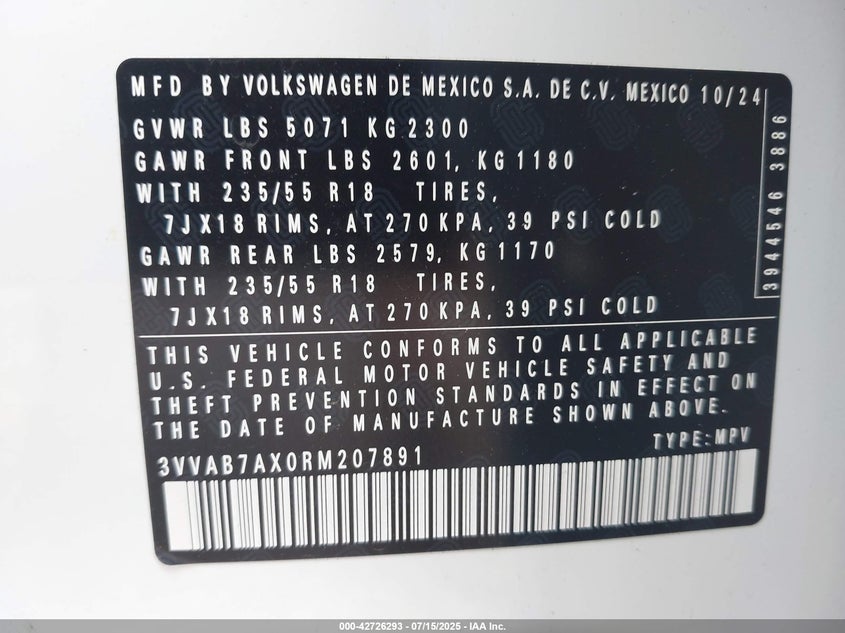 MFD BY VOLKSWAGEN DE MEXICO S.A. DE C.V. MEXICO 10/24
GVWR LBS 5071 KG 2300
GAWR FRONT LBS 2601, KG 1180
WITH 235/55 R18 TIRES,
7JX18 RIMS, AT 270 KPA, 39 PSI COLD
GAWR REAR LBS 2579, KG 1170
WITH 235/55 R18 TIRES,
7JX18 RIMS, AT 270 KPA, 39 PSI COLD
3944546 3886
THIS VEHICLE CONFORMS TO ALL APPLICABLE
U.S. FEDERAL MOTOR VEHICLE SAFETY AND
THEFT PREVENTION STANDARDS IN EFFECT ON
THE DATE OF MANUFACTURE SHOWN ABOVE.
3VVAB7AX0RM207891 TYPE: MPV
000-42726293 - 07/15/2025 - IAA Inc.